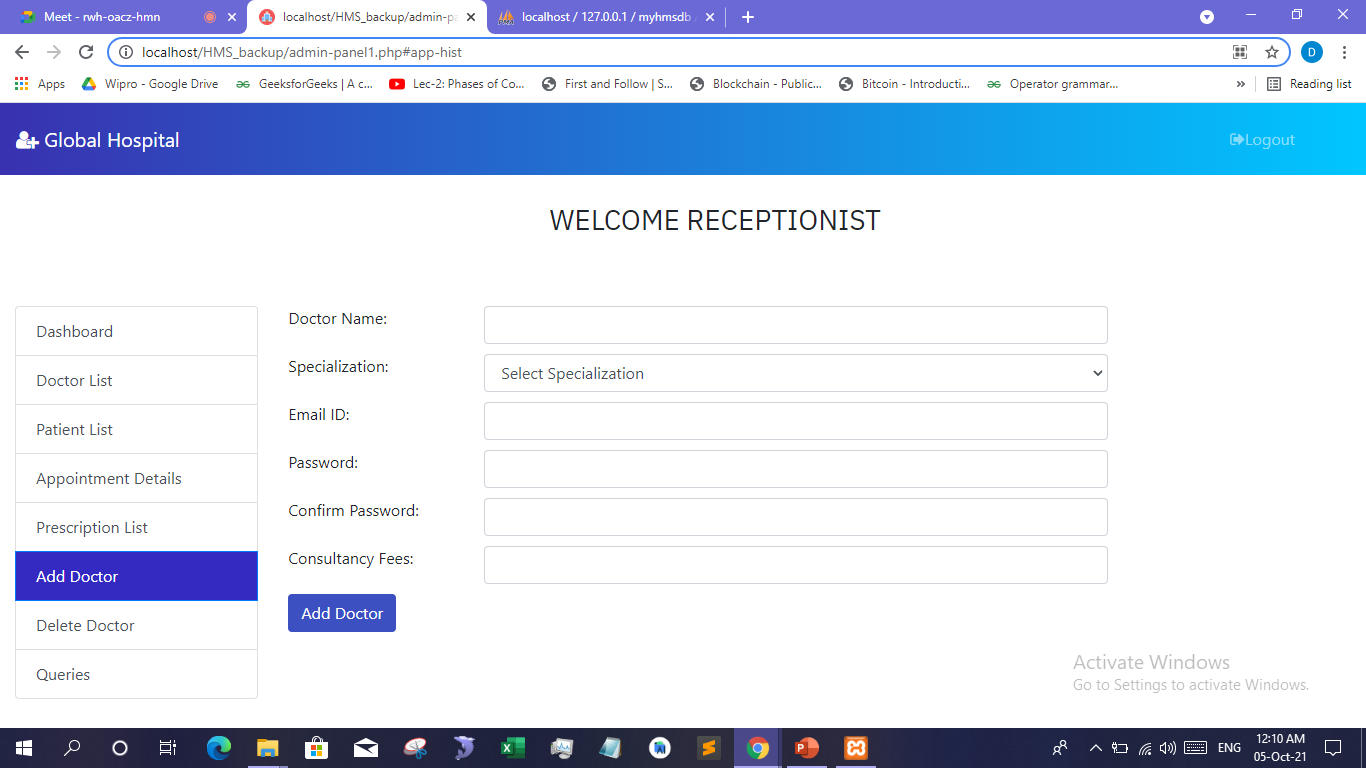 Meet - rwh-oacz-hmn
localhost/HMS_backup/admin-pa
localhost / 127.0.0.1 / myhmsdb
localhost/HMS_backup/admin-panel1.php#app-hist
D
Apps
Wipro - Google Drive
GeeksforGeeks | A c...
Lec-2: Phases of Co...
First and Follow | S...
Blockchain - Public...
Bitcoin - Introducti...
Operator grammar...
»
Reading list
Global Hospital
Logout
WELCOME RECEPTIONIST
Dashboard
Doctor List
Patient List
Appointment Details
Prescription List
Add Doctor
Delete Doctor
Queries
Doctor Name:
Specialization:
Select Specialization
Email ID:
Password:
Confirm Password:
Consultancy Fees:
Add Doctor
Activate Windows
Go to Settings to activate Windows.
ENG
12:10 AM
05-Oct-21